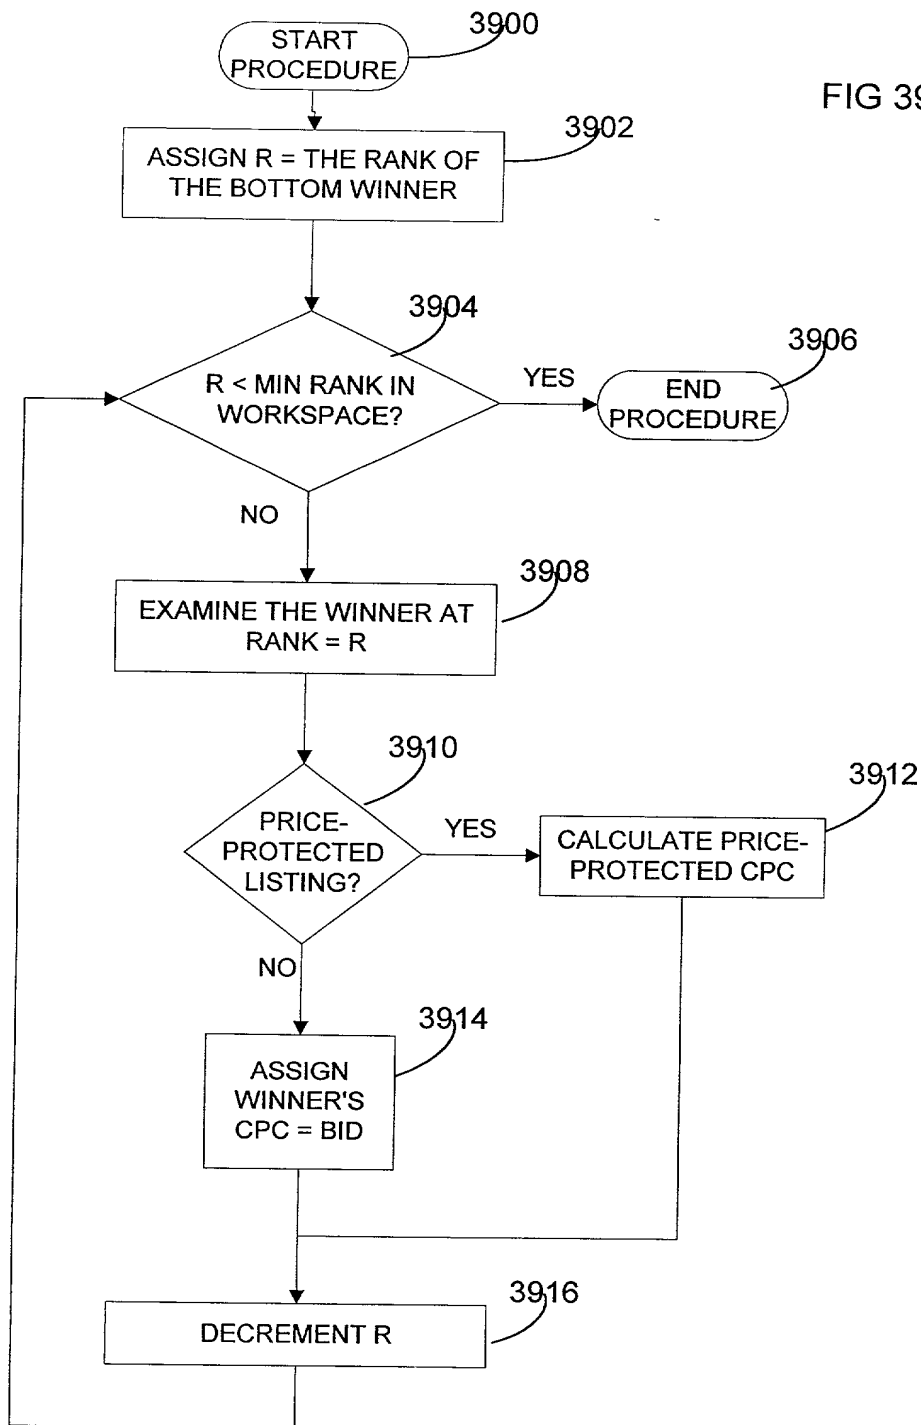 3900
START
PROCEDURE
FIG 39
3902
ASSIGN R = THE RANK OF
THE BOTTOM WINNER
3904
R < MIN RANK IN
WORKSPACE?
YES
3906
END
PROCEDURE
NO
3908
EXAMINE THE WINNER AT
RANK = R
3910
PRICE-
PROTECTED
LISTING?
YES
3912
CALCULATE PRICE-
PROTECTED CPC
NO
3914
ASSIGN
WINNER'S
CPC = BID
3916
DECREMENT R